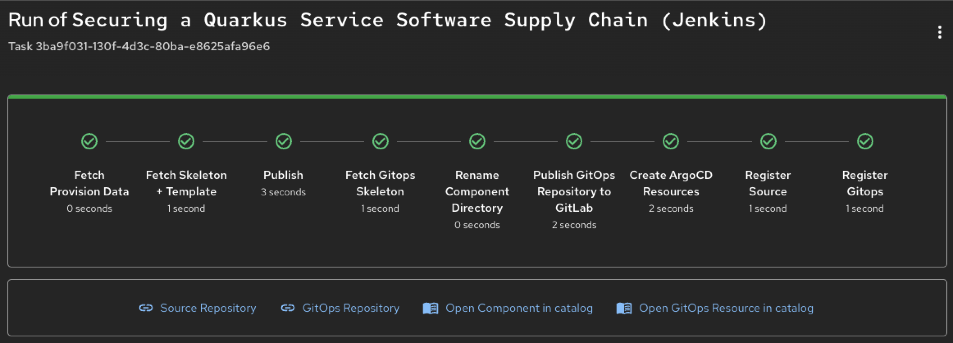 Run of Securing a Quarkus Service Software Supply Chain (Jenkins)
Task 3ba9f031-130f-4d3c-80ba-e8625afa96e6
Fetch
Provision Data
0 seconds
Fetch Skeleton
+ Template
1 second
Publish
3 seconds
Fetch Gitops
Skeleton
1 second
Rename
Component
Directory
0 seconds
Publish GitOps
Repository to
GitLab
2 seconds
Create ArgoCD
Resources
2 seconds
Register
Source
1 second
Register
Gitops
1 second
Source Repository
GitOps Repository
Open Component in catalog
Open GitOps Resource in catalog